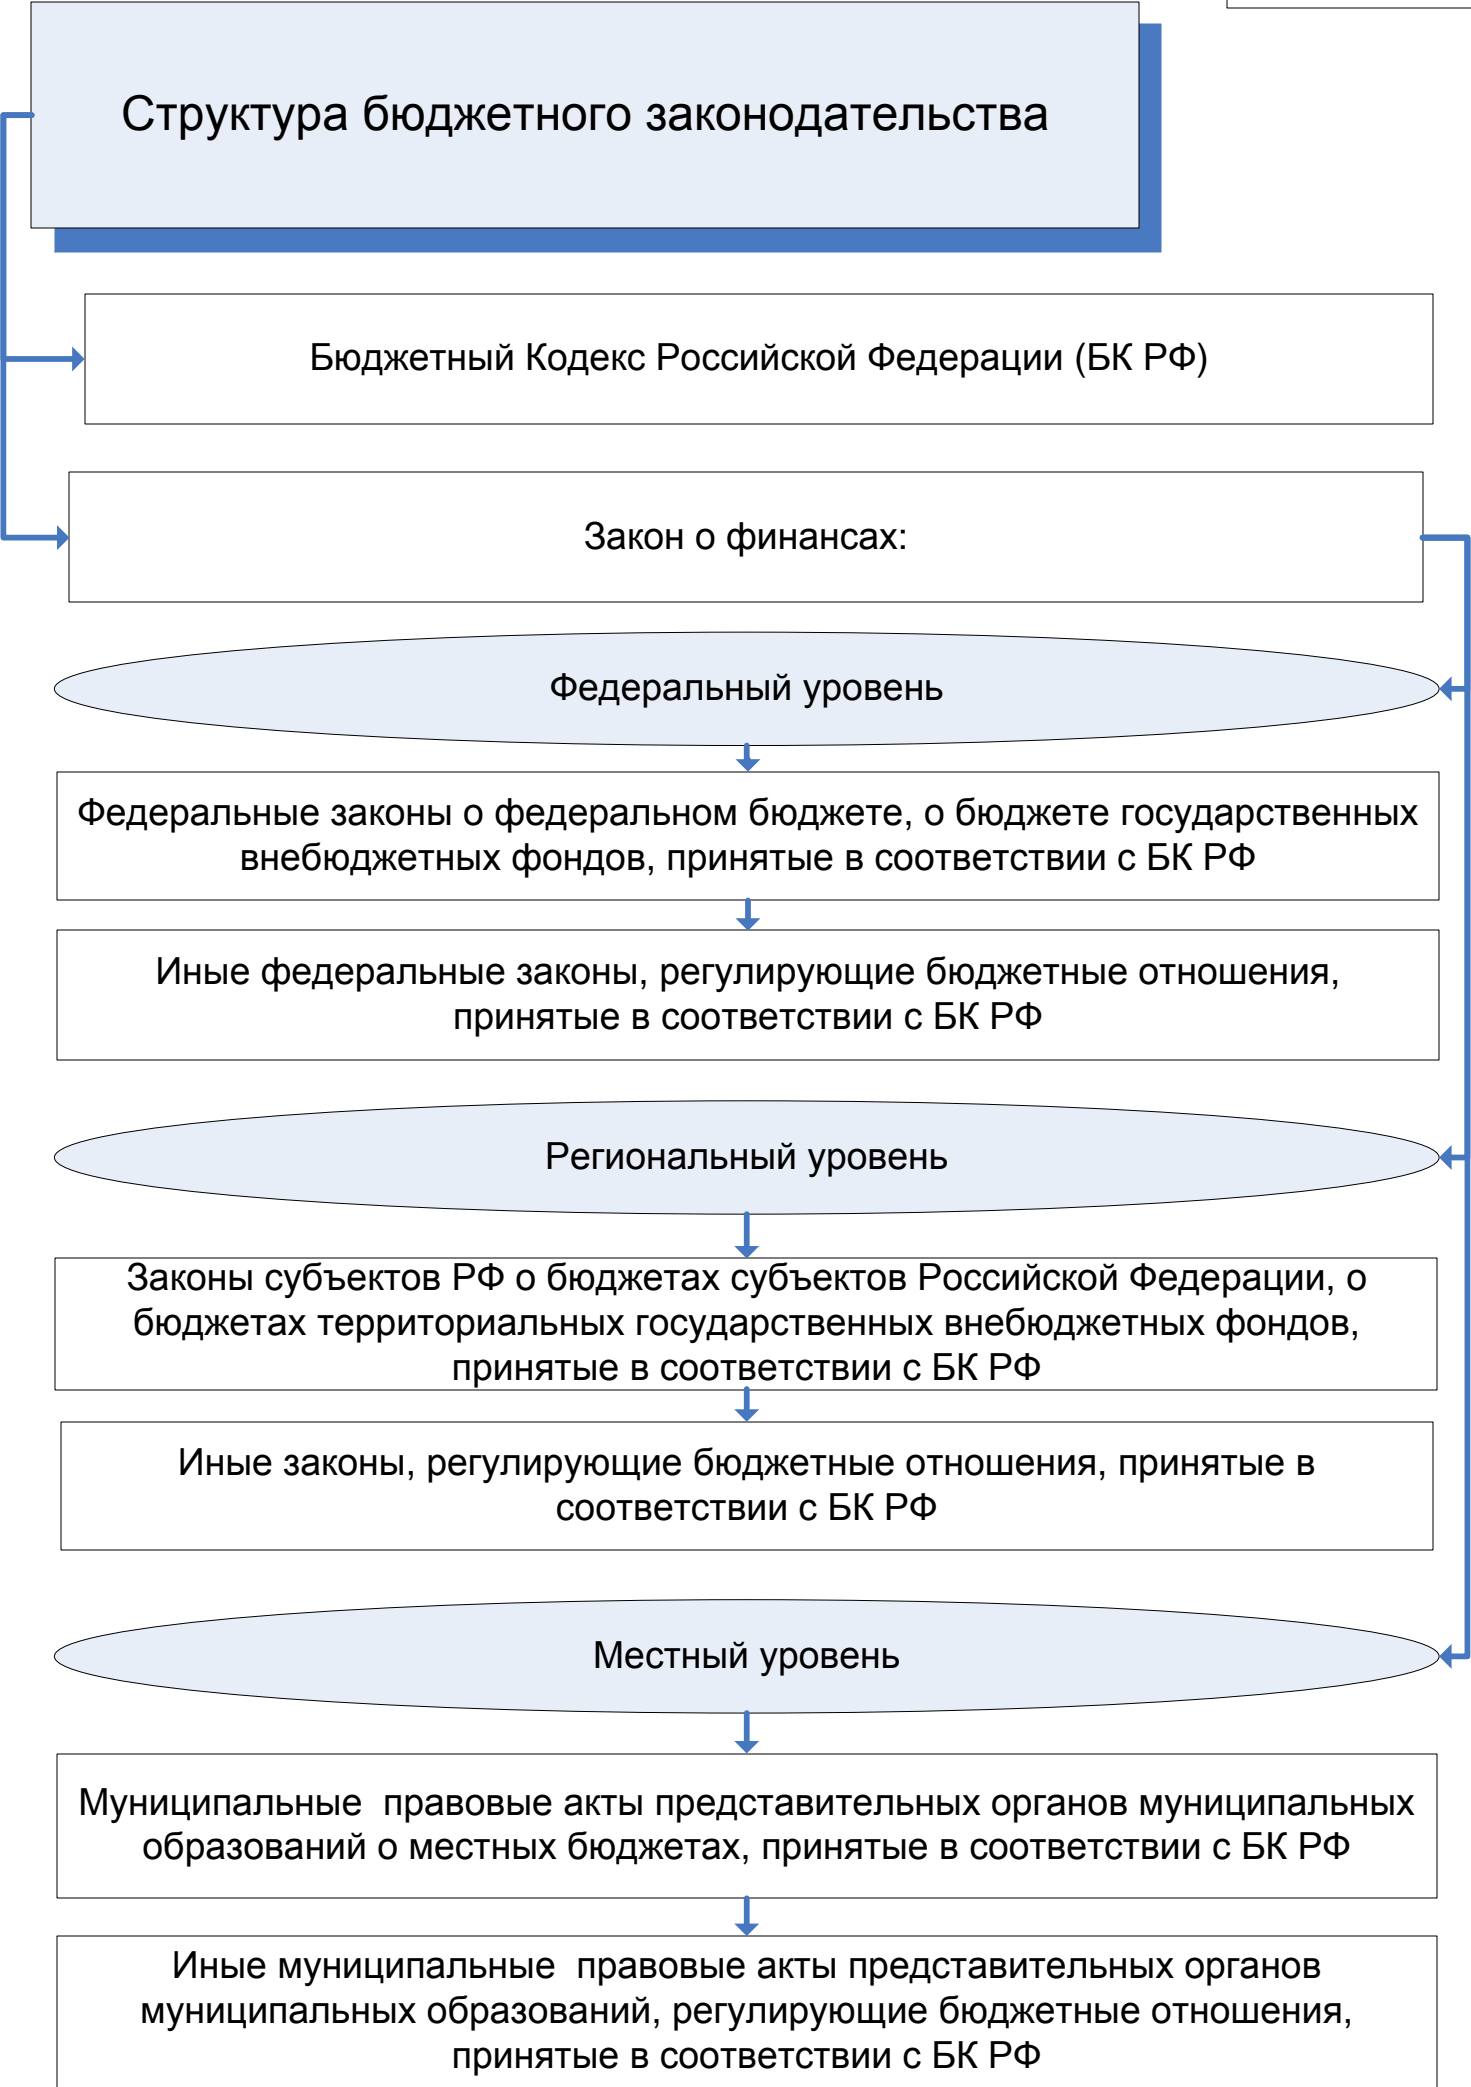 Структура бюджетного законодательства
Бюджетный Кодекс Российской Федерации (БК РФ)
Закон о финансах:
Федеральный уровень
Федеральные законы о федеральном бюджете, о бюджете государственных
внебюджетных фондов, принятые в соответствии с БК РФ
Иные федеральные законы, регулирующие бюджетные отношения,
принятые в соответствии с БК РФ
Региональный уровень
Законы субъектов РФ о бюджетах субъектов Российской Федерации, о
бюджетах территориальных государственных внебюджетных фондов,
принятые в соответствии с БК РФ
Иные законы, регулирующие бюджетные отношения, принятые в
соответствии с БК РФ
Местный уровень
Муниципальные  правовые акты представительных органов муниципальных
образований о местных бюджетах, принятые в соответствии с БК РФ
Иные муниципальные  правовые акты представительных органов
муниципальных образований, регулирующие бюджетные отношения,
принятые в соответствии с БК РФ